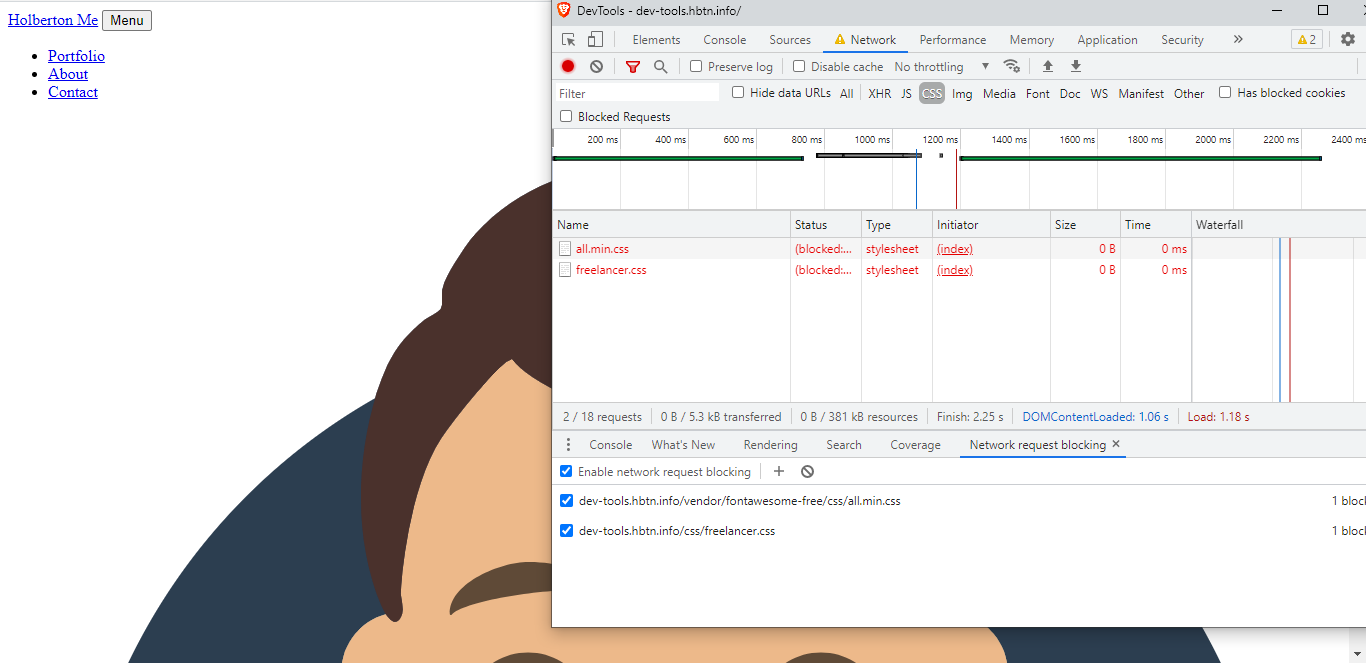 Holberton Me Menu
Portfolio
About
Contact
DevTools - dev-tools.hbtn.info/
Elements Console Sources Network Performance Memory Application Security » 2
Preserve log Disable cache No throttling
Filter Hide data URLs All XHR JS CSS Img Media Font Doc WS Manifest Other Has blocked cookies
Blocked Requests
200 ms 400 ms 600 ms 800 ms 1000 ms 1200 ms 1400 ms 1600 ms 1800 ms 2000 ms 2200 ms 2400 ms
Name Status Type Initiator Size Time Waterfall
all.min.css (blocked:... stylesheet (index) 0 B 0 ms
freelancer.css (blocked:... stylesheet (index) 0 B 0 ms
2 / 18 requests 0 B / 5.3 kB transferred 0 B / 381 kB resources Finish: 2.25 s DOMContentLoaded: 1.06 s Load: 1.18 s
Console What's New Rendering Search Coverage Network request blocking ×
Enable network request blocking
dev-tools.hbtn.info/vendor/fontawesome-free/css/all.min.css 1 bloc
dev-tools.hbtn.info/css/freelancer.css 1 bloc